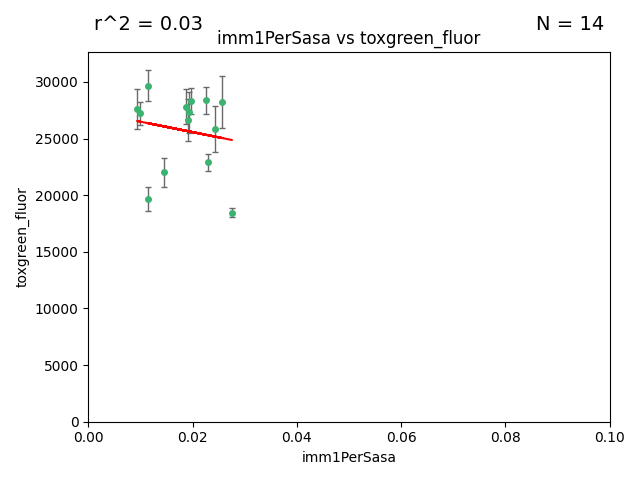 r^2 = 0.03
N = 14
imm1PerSasa vs toxgreen_fluor
30000
25000
20000
15000
10000
5000
0
toxgreen_fluor
0.00 0.02 0.04 0.06 0.08 0.10
imm1PerSasa